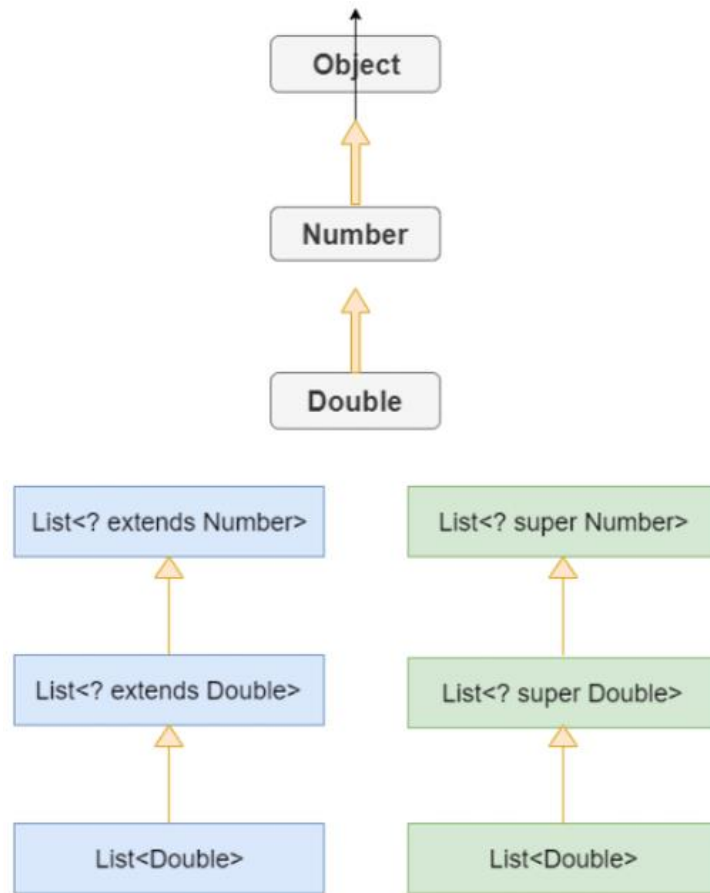 Object
Number
Double
List<? extends Number>
List<? super Number>
List<? extends Double>
List<? super Double>
List<Double>
List<Double>